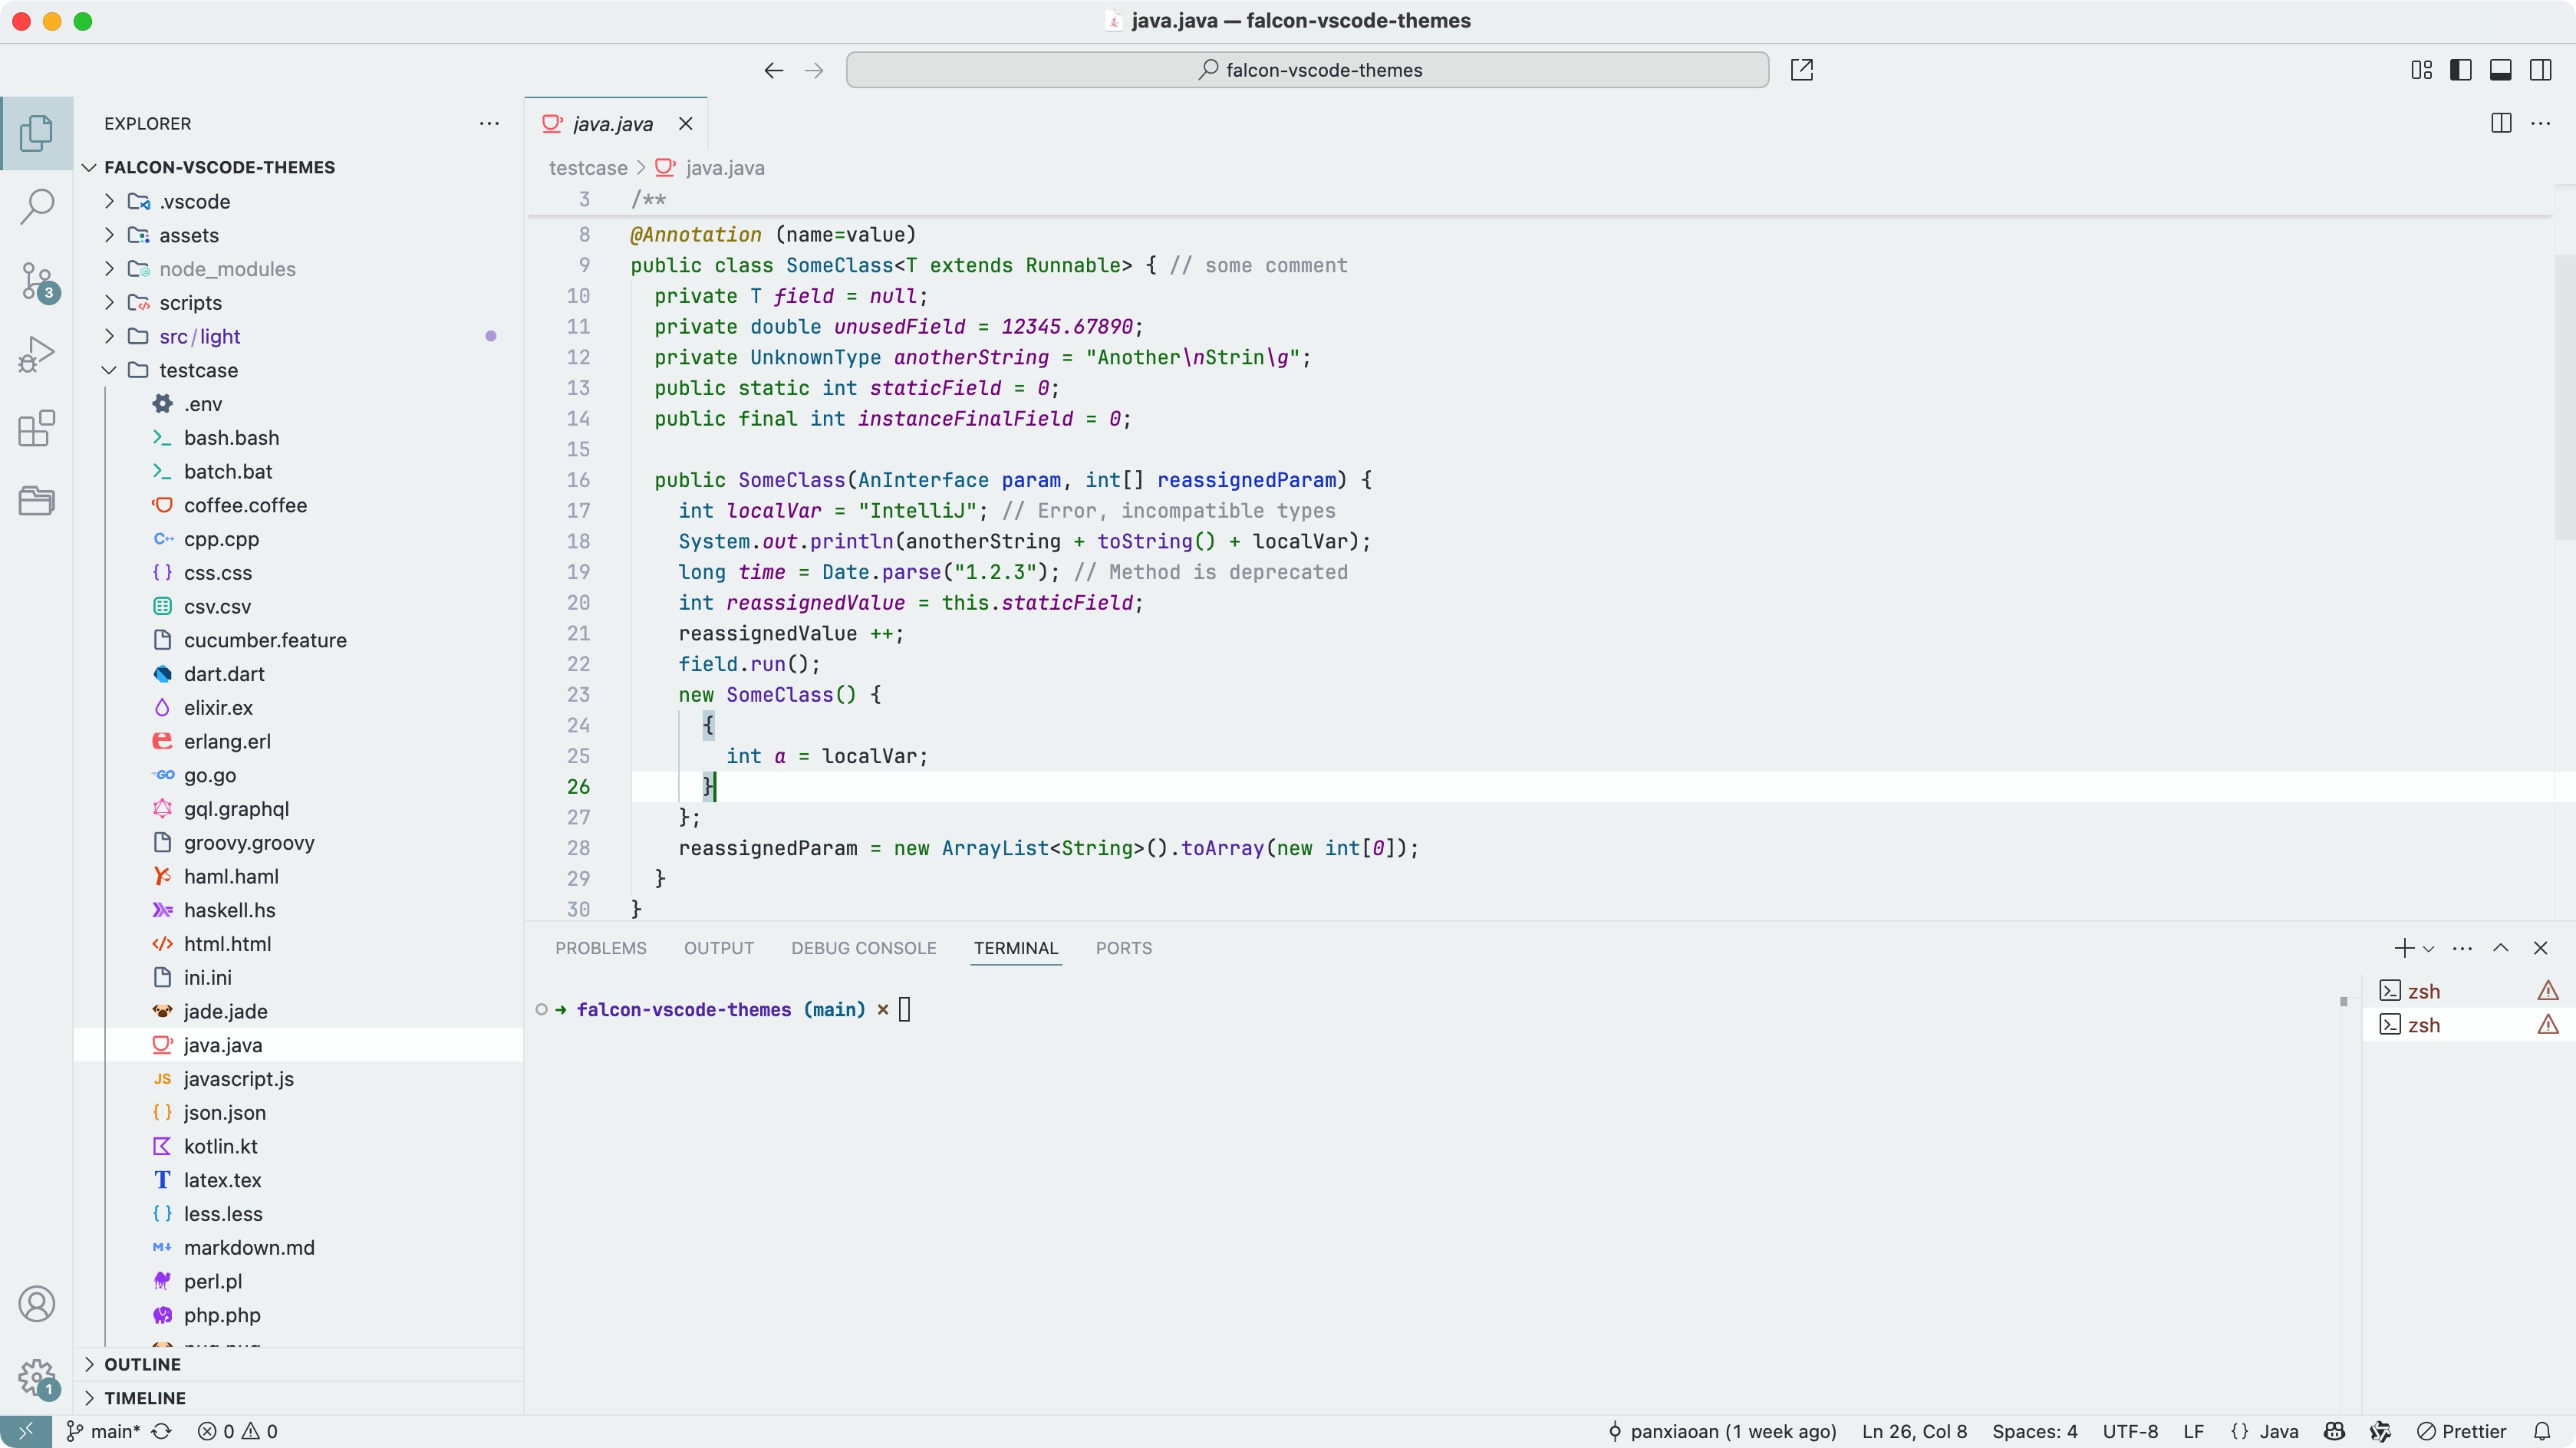 java.java — falcon-vscode-themes
falcon-vscode-themes
EXPLORER
FALCON-VSCODE-THEMES
.vscode
assets
node_modules
scripts
src/light
testcase
.env
bash.bash
batch.bat
coffee.coffee
C++ cpp.cpp
css.css
csv.csv
cucumber.feature
dart.dart
elixir.ex
erlang.erl
GO go.go
gql.graphql
groovy.groovy
haml.haml
haskell.hs
html.html
ini.ini
jade.jade
java.java
JS javascript.js
{ } json.json
kotlin.kt
T latex.tex
{ } less.less
M↓ markdown.md
perl.pl
php.php
OUTLINE
TIMELINE
3
1
java.java
testcase > java.java
3 /**
8 @Annotation (name=value)
9 public class SomeClass<T extends Runnable> { // some comment
10 private T field = null;
11 private double unusedField = 12345.67890;
12 private UnknownType anotherString = "Another\nStrin\g";
13 public static int staticField = 0;
14 public final int instanceFinalField = 0;
15
16 public SomeClass(AnInterface param, int[] reassignedParam) {
17 int localVar = "IntelliJ"; // Error, incompatible types
18 System.out.println(anotherString + toString() + localVar);
19 long time = Date.parse("1.2.3"); // Method is deprecated
20 int reassignedValue = this.staticField;
21 reassignedValue ++;
22 field.run();
23 new SomeClass() {
24 {
25 int a = localVar;
26 }
27 };
28 reassignedParam = new ArrayList<String>().toArray(new int[0]);
29 }
30 }
PROBLEMS OUTPUT DEBUG CONSOLE TERMINAL PORTS
➜ falcon-vscode-themes (main) ×
zsh
zsh
main* 0 0 panxiaoan (1 week ago) Ln 26, Col 8 Spaces: 4 UTF-8 LF { } Java Prettier